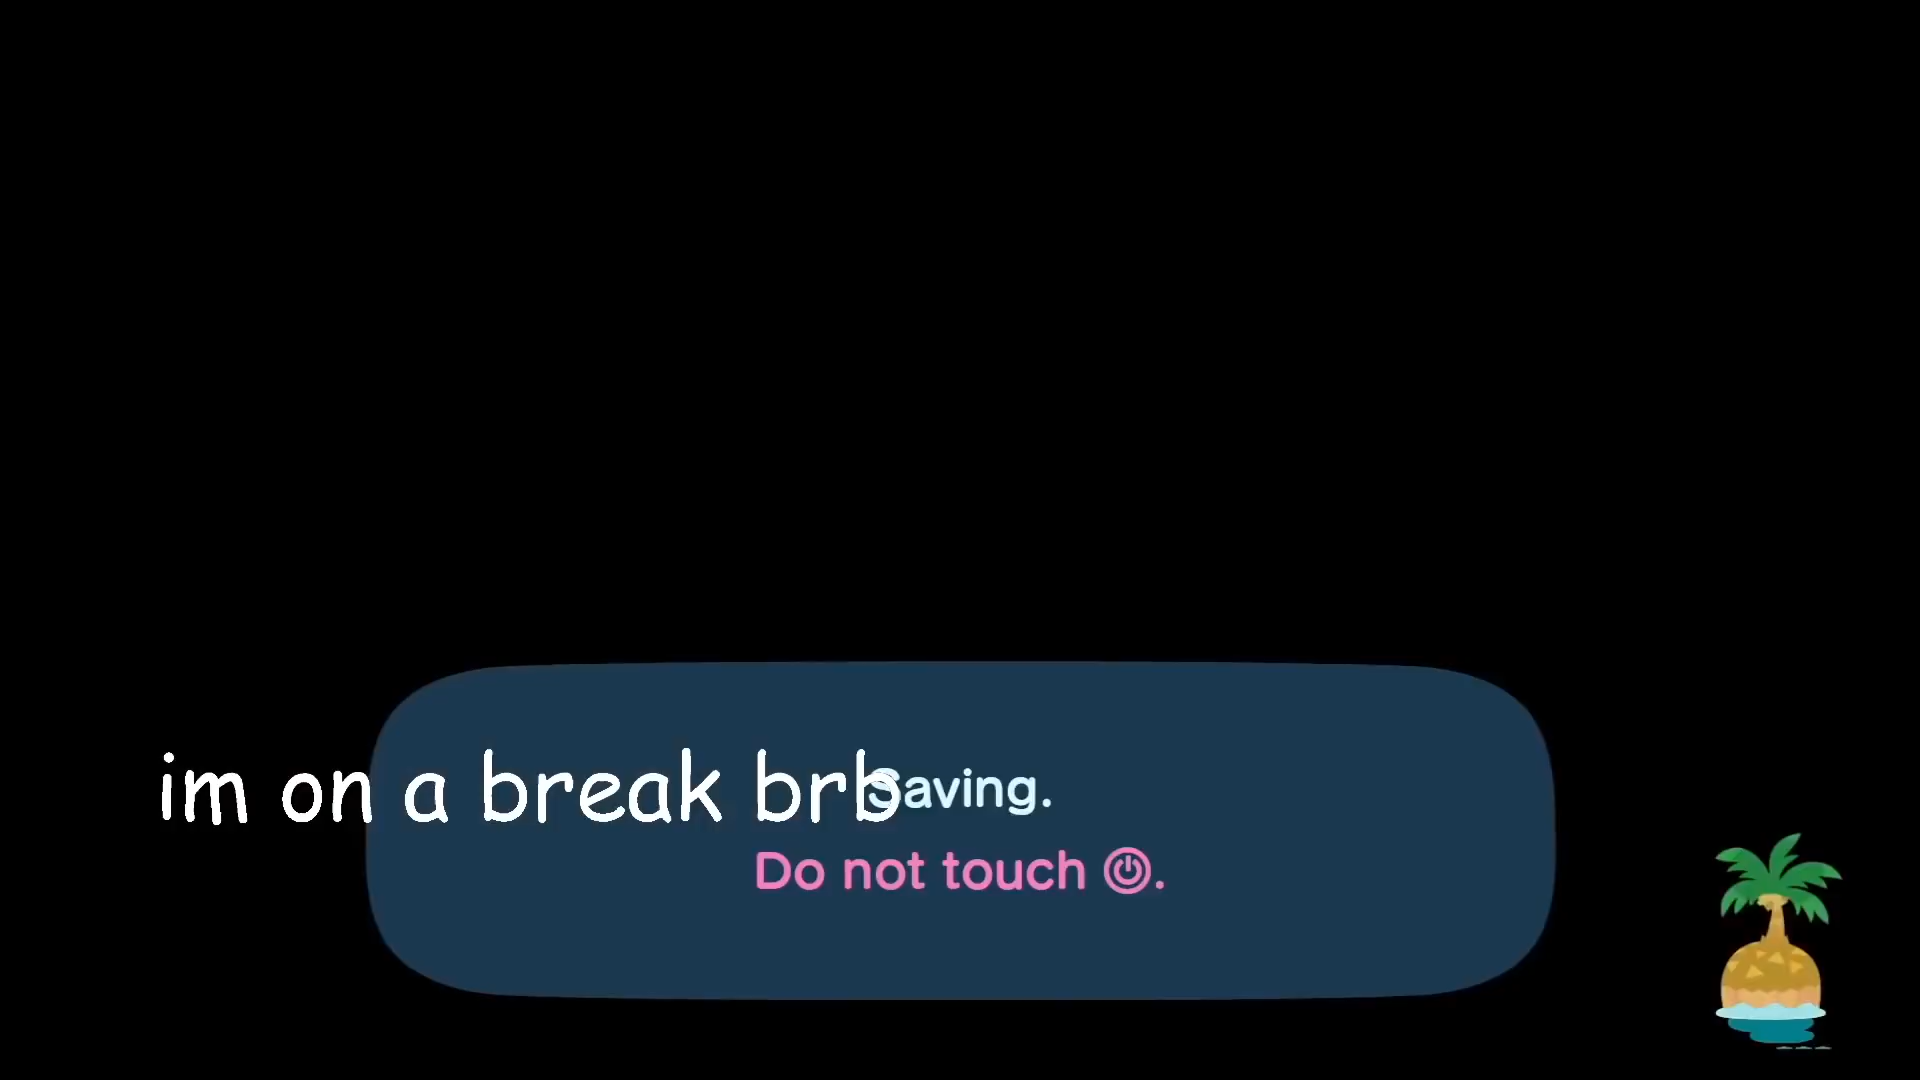 im on a break brb
Saving.
Do not touch ⏻.